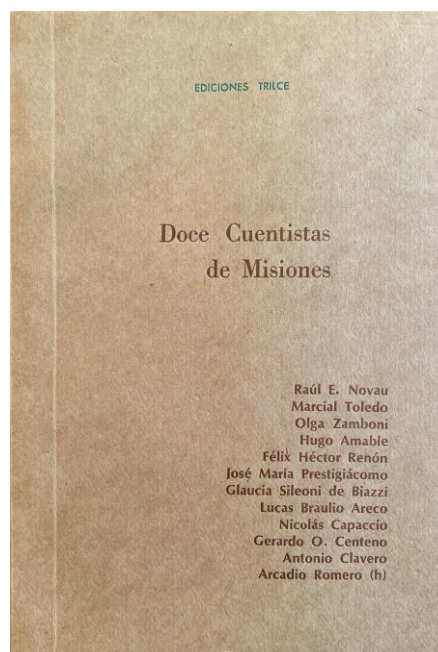 EDICIONES TRILCE
Doce Cuentistas
de Misiones
Raúl E. Novau
Marcial Toledo
Olga Zamboni
Hugo Amable
Félix Héctor Renón
José María Prestigiácomo
Glaucia Sileoni de Biazzi
Lucas Braulio Areco
Nicolás Capaccio
Gerardo O. Centeno
Antonio Clavero
Arcadio Romero (h)